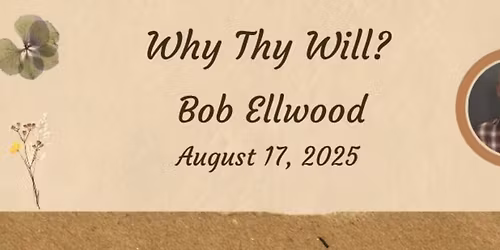 Why Thy Will?
Bob Ellwood
August 17, 2025